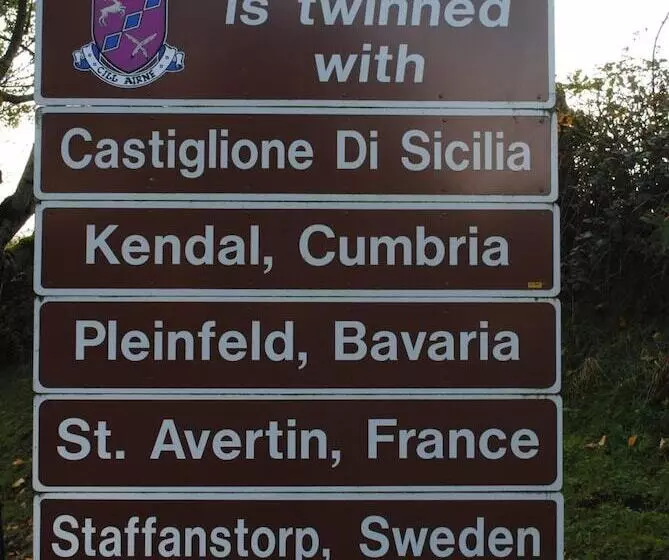 is twinned
with
CILL AIRNE
Castiglione Di Sicilia
Kendal, Cumbria
Pleinfeld, Bavaria
St. Avertin, France
Staffanstorp, Sweden